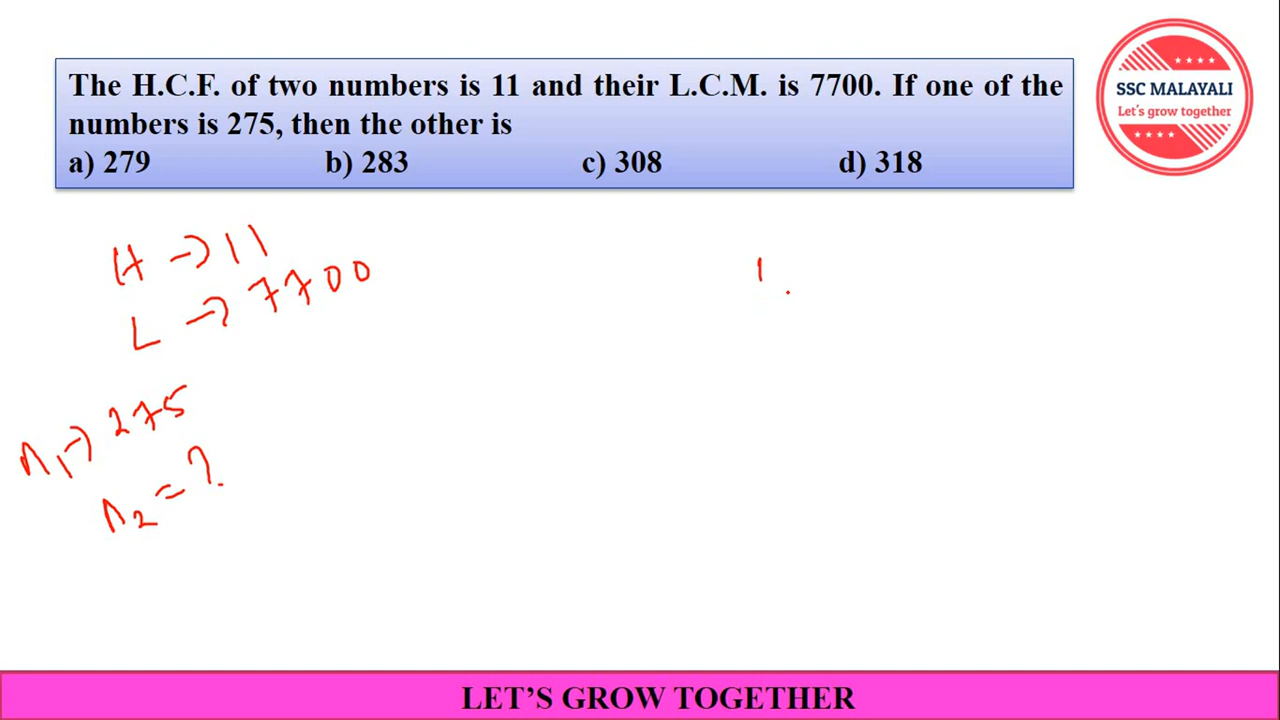 The H.C.F. of two numbers is 11 and their L.C.M. is 7700. If one of the
numbers is 275, then the other is
a) 279 b) 283 c) 308 d) 318
SSC MALAYALI
Let's grow together
H → 11
L → 7700
n1 → 275
n2 = ?
LET'S GROW TOGETHER